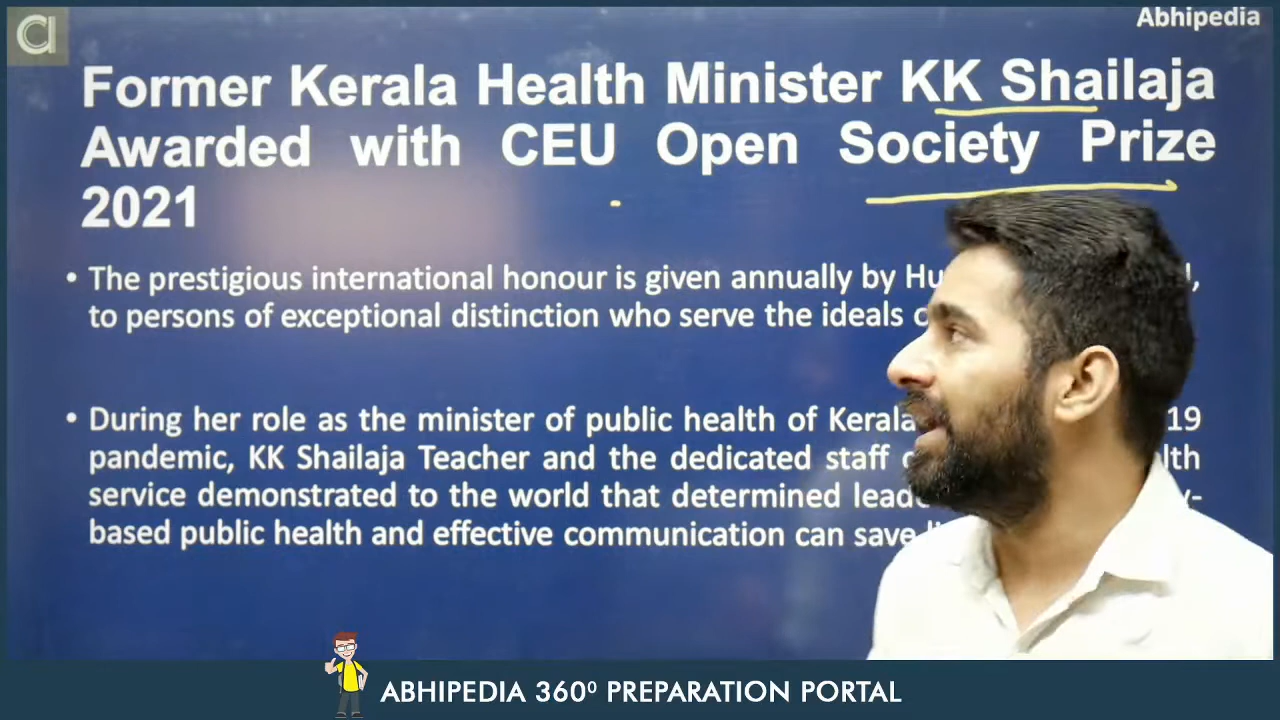 Abhipedia
Former Kerala Health Minister KK Shailaja
Awarded with CEU Open Society Prize
2021
• The prestigious international honour is given annually by
to persons of exceptional distinction who serve the ideals
• During her role as the minister of public health of Kerala 19
pandemic, KK Shailaja Teacher and the dedicated staff
service demonstrated to the world that determined
based public health and effective communication can save
ABHIPEDIA 360⁰ PREPARATION PORTAL